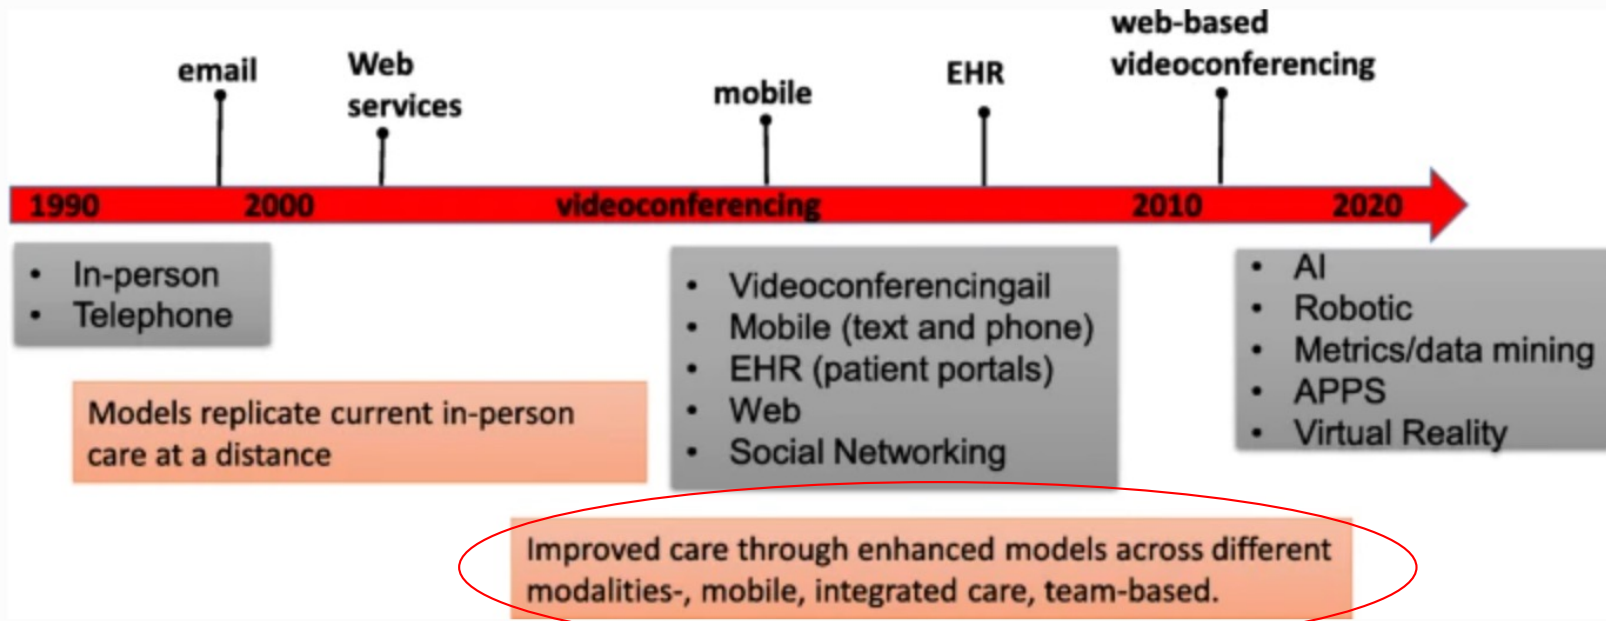 email
Web
services
mobile
EHR
web-based
videoconferencing
1990
2000
videoconferencing
2010
2020
• In-person
• Telephone
Models replicate current in-person
care at a distance
• Videoconferencingail
• Mobile (text and phone)
• EHR (patient portals)
• Web
• Social Networking
• AI
• Robotic
• Metrics/data mining
• APPS
• Virtual Reality
Improved care through enhanced models across different
modalities-, mobile, integrated care, team-based.